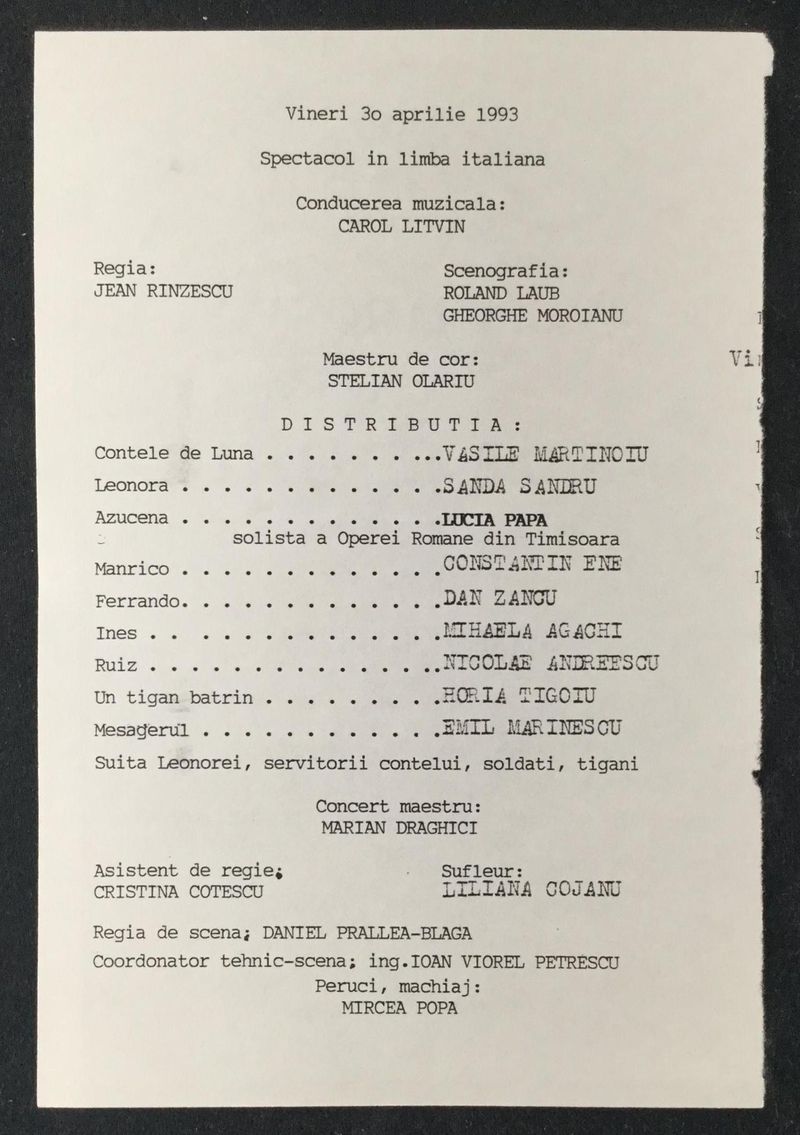 Vineri 3o aprilie 1993
Spectacol in limba italiana
Conducerea muzicala:
CAROL LITVIN
Regia:
JEAN RINZESCU
Scenografia:
ROLAND LAUB
GHEORGHE MOROIANU
Maestru de cor:
STELIAN OLARIU
D I S T R I B U T I A :
Contele de Luna . . . . . . . . ...VASILE MARTINOIU
Leonora . . . . . . . . . . . . .SANDA SANDRU
Azucena . . . . . . . . . . . . .LUCIA PAPA
solista a Operei Romane din Timisoara
Manrico . . . . . . . . . . . . .CONSTANTIN ENE
Ferrando. . . . . . . . . . . . .DAN ZANCU
Ines . . . . . . . . . . . . . .MIHAELA AGACHI
Ruiz . . . . . . . . . . . . . ..NICOLAE ANDREESCU
Un tigan batrin . . . . . . . . .HORIA TIGOIU
Mesagerul . . . . . . . . . . . .EMIL MARINESCU
Suita Leonorei, servitorii contelui, soldati, tigani
Concert maestru:
MARIAN DRAGHICI
Asistent de regie;
CRISTINA COTESCU
Sufleur:
LILIANA COJANU
Regia de scena; DANIEL PRALLEA-BLAGA
Coordonator tehnic-scena; ing.IOAN VIOREL PETRESCU
Peruci, machiaj:
MIRCEA POPA